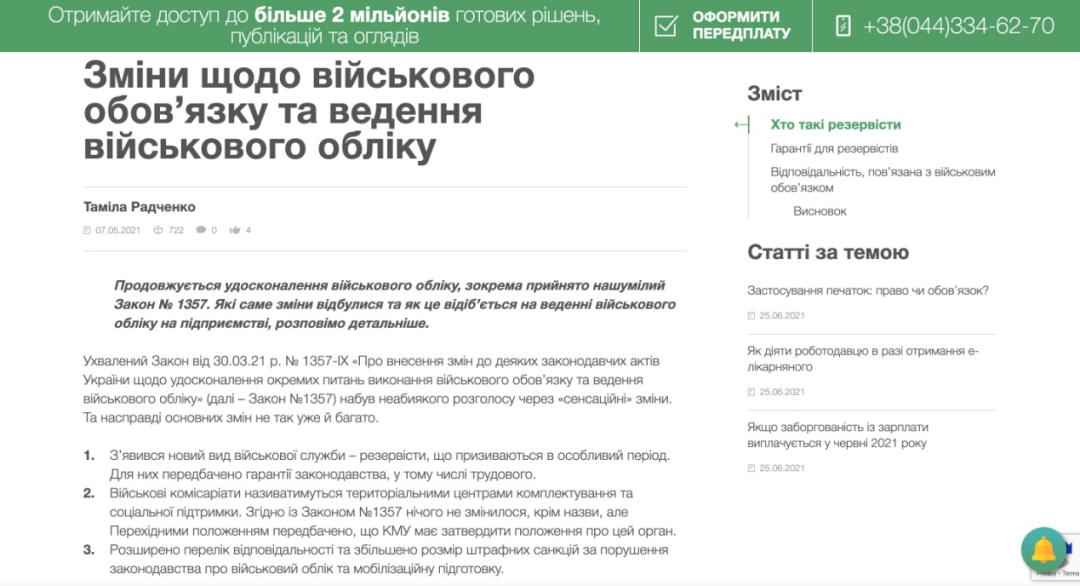 Отримайте доступ до більше 2 мільйонів готових рішень,
публікацій та оглядів
ОФОРМИТИ
ПЕРЕДПЛАТУ
+38(044)334-62-70
Зміни щодо військового
обов’язку та ведення
військового обліку
Таміла Радченко
07.05.2021 722 0 4
Продовжується удосконалення військового обліку, зокрема прийнято нашумілий
Закон № 1357. Які саме зміни відбулися та як це відіб’ється на веденні військового
обліку на підприємстві, розповімо детальніше.
Ухвалений Закон від 30.03.21 р. № 1357-IX «Про внесення змін до деяких законодавчих актів
України щодо удосконалення окремих питань виконання військового обов’язку та ведення
військового обліку» (далі – Закон №1357) набув неабиякого розголосу через «сенсаційні» зміни.
Та насправді основних змін не так уже й багато.
1. З’явився новий вид військової служби – резервісти, що призиваються в особливий період.
Для них передбачено гарантії законодавства, у тому числі трудового.
2. Військові комісаріати називатимуться територіальними центрами комплектування та
соціальної підтримки. Згідно із Законом №1357 нічого не змінилося, крім назви, але
Перехідними положенням передбачено, що КМУ має затвердити положення про цей орган.
3. Розширено перелік відповідальності та збільшено розмір штрафних санкцій за порушення
законодавства про військовий облік та мобілізаційну підготовку.
Зміст
Хто такі резервісти
Гарантії для резервістів
Відповідальність, пов’язана з військовим
обов’язком
Висновок
Статті за темою
Застосування печаток: право чи обов’язок?
25.06.2021
Як діяти роботодавцю в разі отримання е-
лікарняного
25.06.2021
Якщо заборгованість із зарплати
виплачується у червні 2021 року
25.06.2021
Privacy - Terms